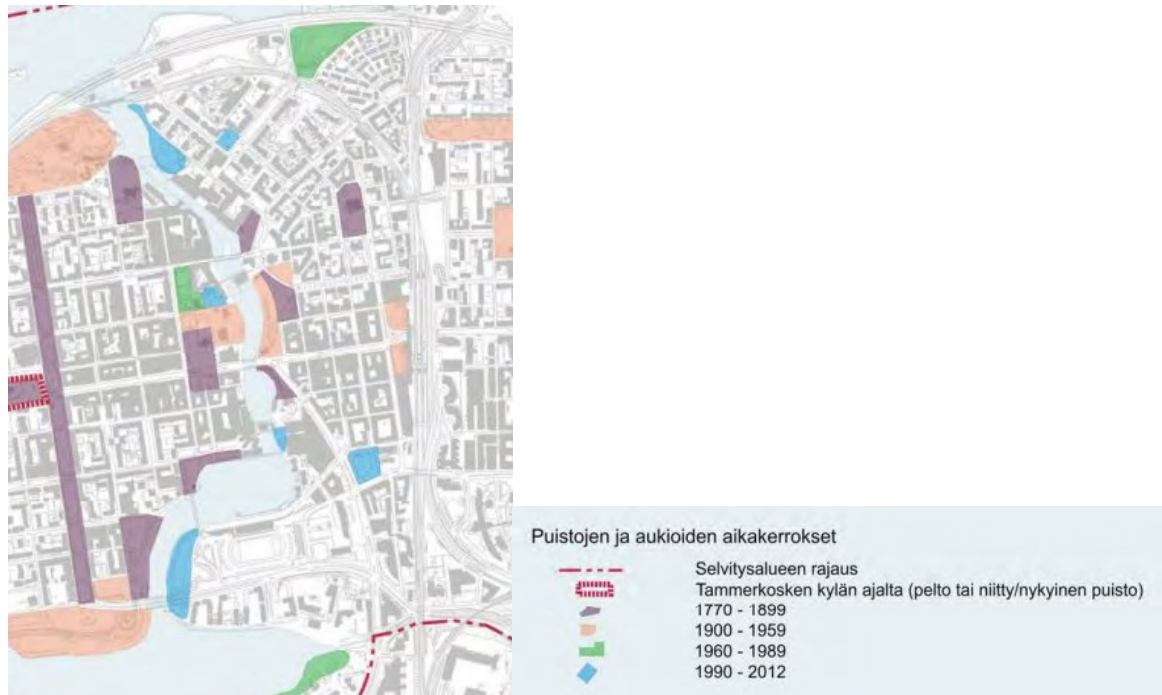 Puistojen ja aukioiden aikakerrokset
Selvitysalueen rajaus
Tammerkosken kylän ajalta (pelto tai niitty/nykyinen puisto)
1770 - 1899
1900 - 1959
1960 - 1989
1990 - 2012